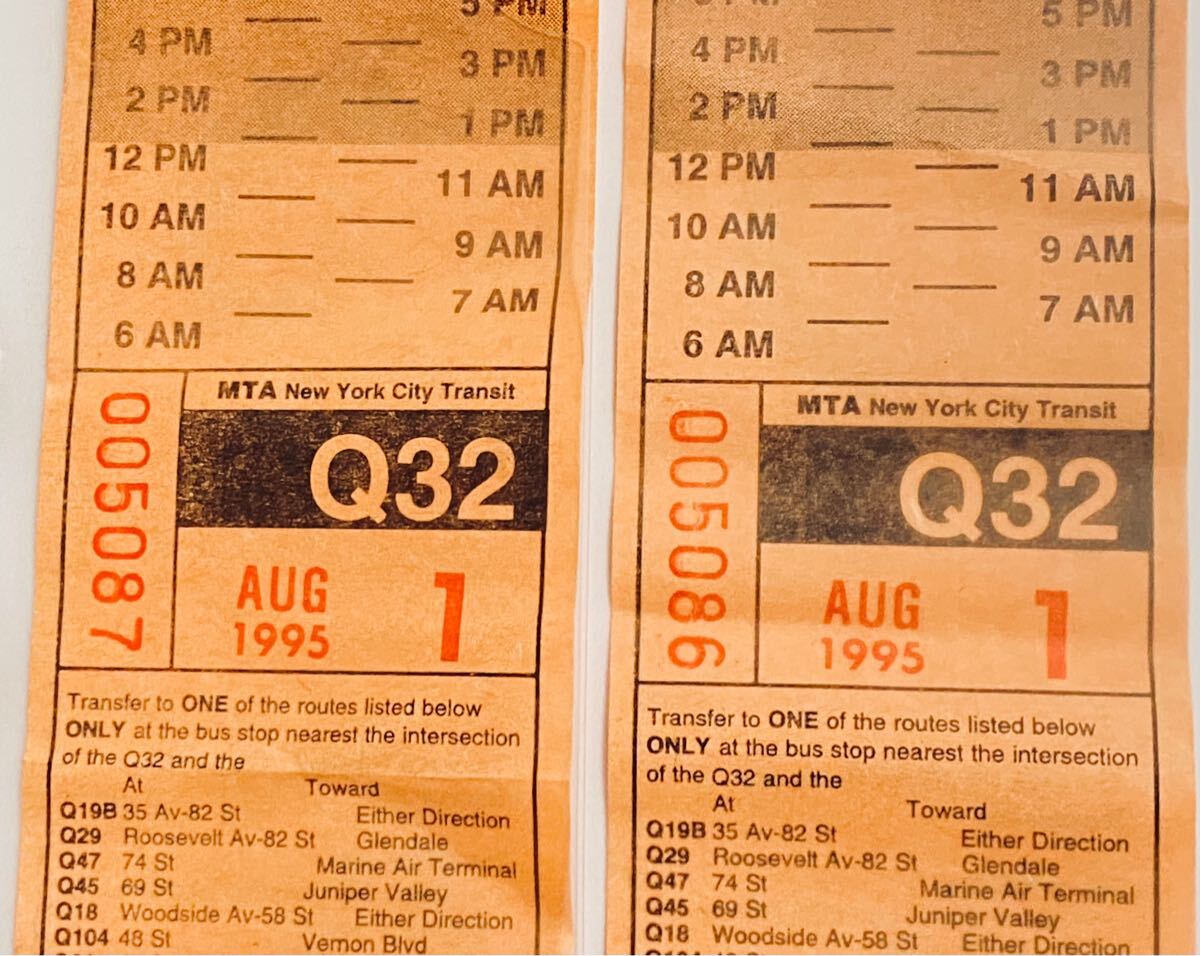 5 PM
4 PM
3 PM
2 PM
1 PM
12 PM
11 AM
10 AM
9 AM
8 AM
7 AM
6 AM
005087
MTA New York City Transit
Q32
AUG 1
1995
Transfer to ONE of the routes listed below
ONLY at the bus stop nearest the intersection
of the Q32 and the
At Toward
Q19B 35 Av-82 St Either Direction
Q29 Roosevelt Av-82 St Glendale
Q47 74 St Marine Air Terminal
Q45 69 St Juniper Valley
Q18 Woodside Av-58 St Either Direction
Q104 48 St Vernon Blvd
5 PM
4 PM
3 PM
2 PM
1 PM
12 PM
11 AM
10 AM
9 AM
8 AM
7 AM
6 AM
005086
MTA New York City Transit
Q32
AUG 1
1995
Transfer to ONE of the routes listed below
ONLY at the bus stop nearest the intersection
of the Q32 and the
At Toward
Q19B 35 Av-82 St Either Direction
Q29 Roosevelt Av-82 St Glendale
Q47 74 St Marine Air Terminal
Q45 69 St Juniper Valley
Q18 Woodside Av-58 St Either Direction